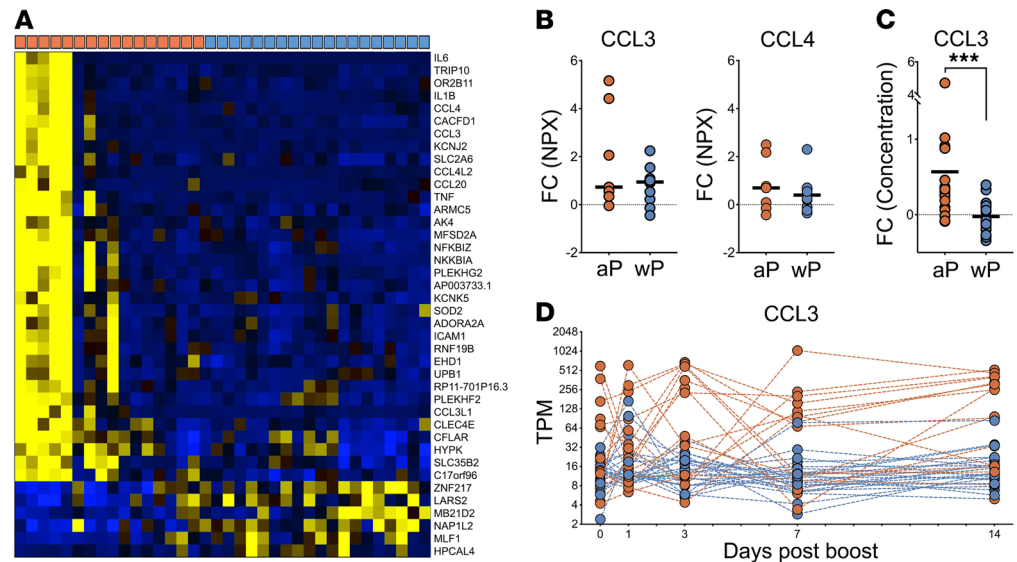 A
IL6
TRIP10
OR2B11
IL1B
CCL4
CACFD1
CCL3
KCNJ2
SLC2A6
CCL4L2
CCL20
TNF
ARMC5
AK4
MFSD2A
NFKBIZ
NKKBIA
PLEKHG2
AP003733.1
KCNK5
SOD2
ADORA2A
ICAM1
RNF19B
EHD1
UPB1
RP11-701P16.3
PLEKHF2
CCL3L1
CLEC4E
CFLAR
HYPK
SLC35B2
C17orf96
ZNF217
LARS2
MB21D2
NAP1L2
MLF1
HPCAL4
B
CCL3
FC (NPX)
6
4
2
0
-2
aP wP
CCL4
FC (NPX)
6
4
2
0
-2
aP wP
C
CCL3
***
FC (Concentration)
6
4
1
0
aP wP
D
CCL3
TPM
2048
1024
512
256
128
64
32
16
8
4
2
0 1 3 7 14
Days post boost